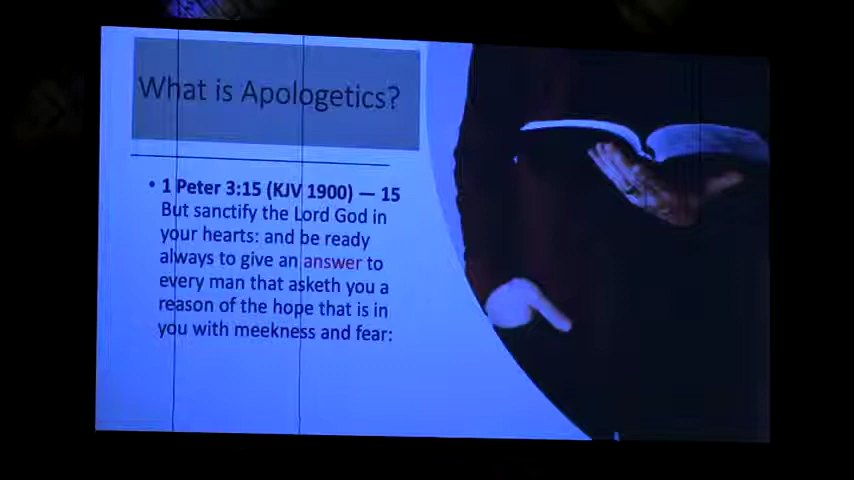 What is Apologetics?
• 1 Peter 3:15 (KJV 1900) — 15
But sanctify the Lord God in
your hearts: and be ready
always to give an answer to
every man that asketh you a
reason of the hope that is in
you with meekness and fear: